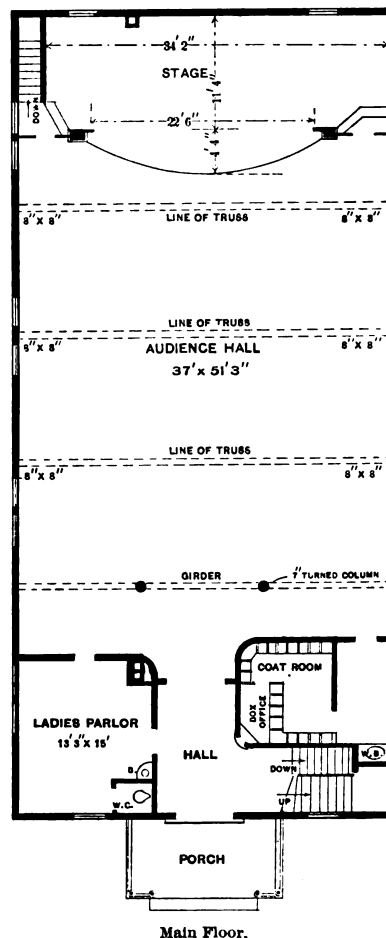 34'2"
STAGE
11'4"
DOWN
22'6"
4'4"
8" X 8" LINE OF TRUSS 8" X 8"
LINE OF TRUSS
8" X 8" AUDIENCE HALL 8" X 8"
37' x 51'3"
LINE OF TRUSS
8" X 8" 8" X 8"
GIRDER 7" TURNED COLUMN
COAT ROOM
LADIES PARLOR
13'3" X 15'
BOX OFFICE
HALL
W.B.
B.
DOWN
W.C.
UP
PORCH
Main Floor.